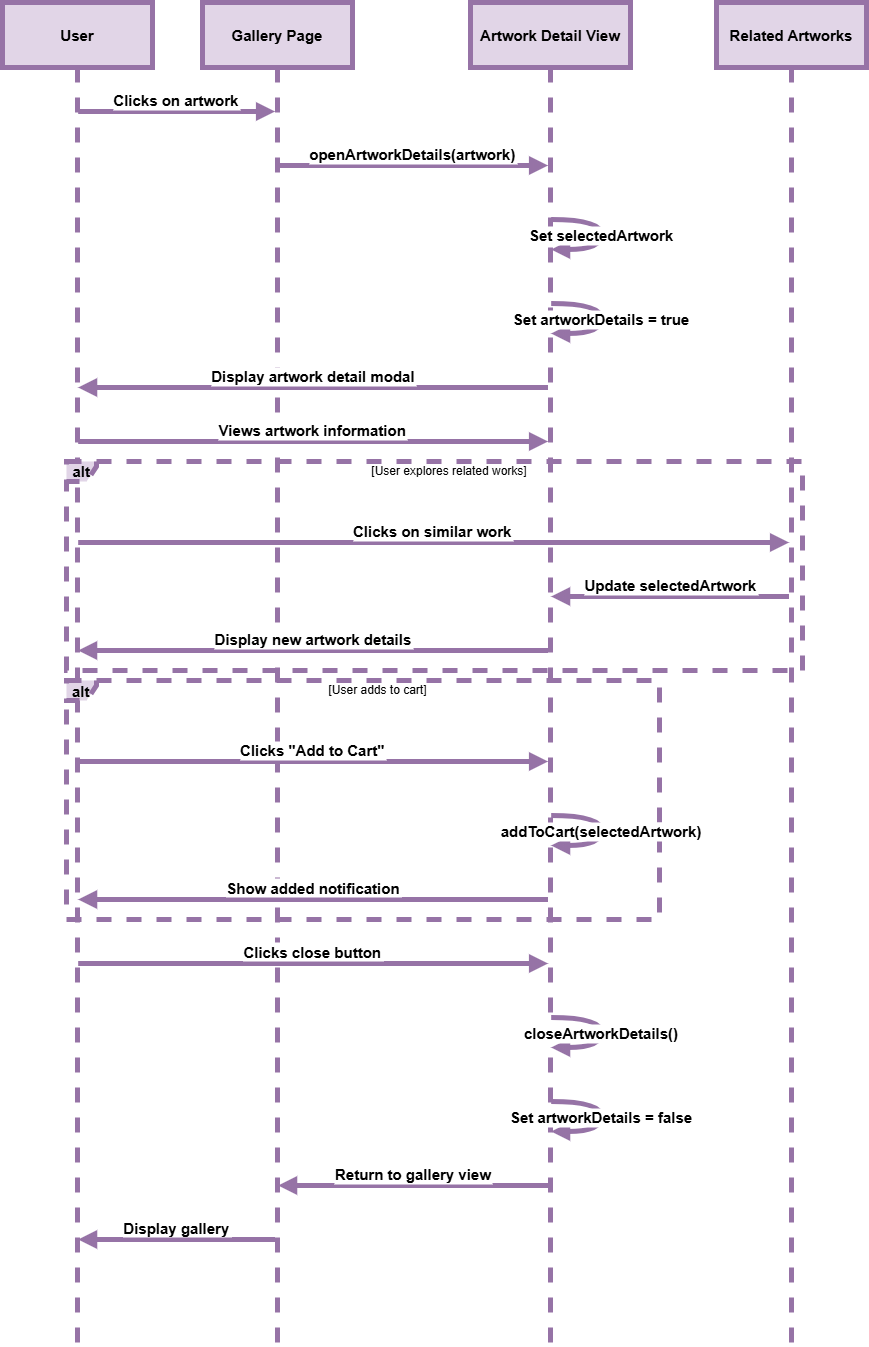 User
Gallery Page
Artwork Detail View
Related Artworks
Clicks on artwork
openArtworkDetails(artwork)
Set selectedArtwork
Set artworkDetails = true
Display artwork detail modal
Views artwork information
alt
[User explores related works]
Clicks on similar work
Update selectedArtwork
Display new artwork details
alt
[User adds to cart]
Clicks "Add to Cart"
addToCart(selectedArtwork)
Show added notification
Clicks close button
closeArtworkDetails()
Set artworkDetails = false
Return to gallery view
Display gallery